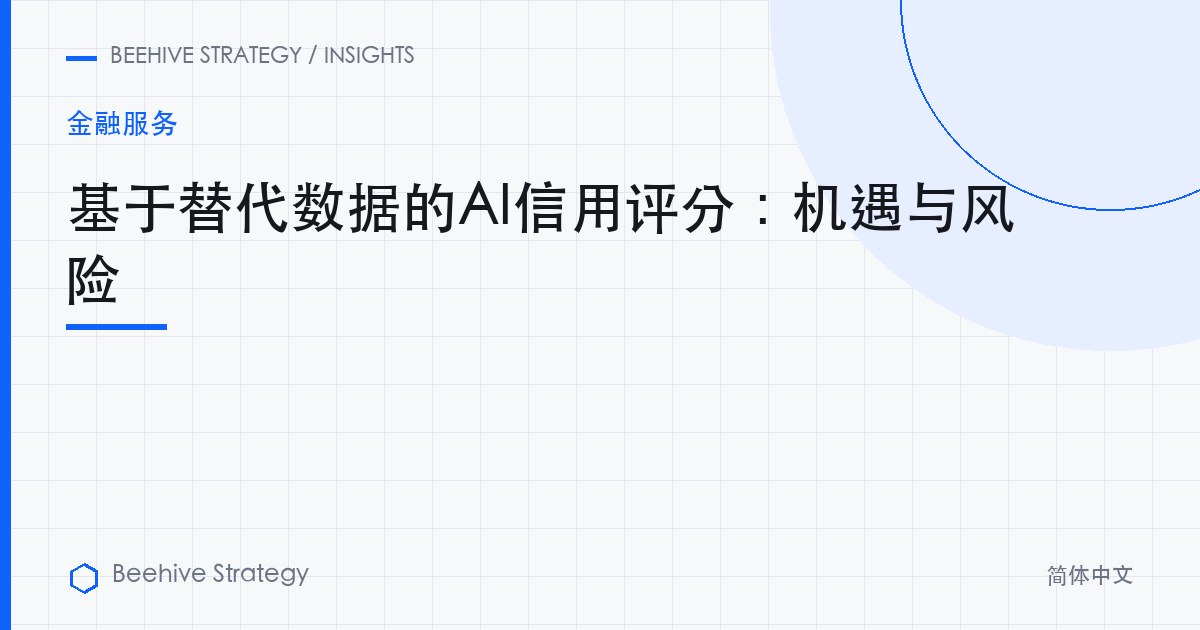 BEEHIVE STRATEGY / INSIGHTS
金融服务
基于替代数据的AI信用评分：机遇与风
险
Beehive Strategy
简体中文